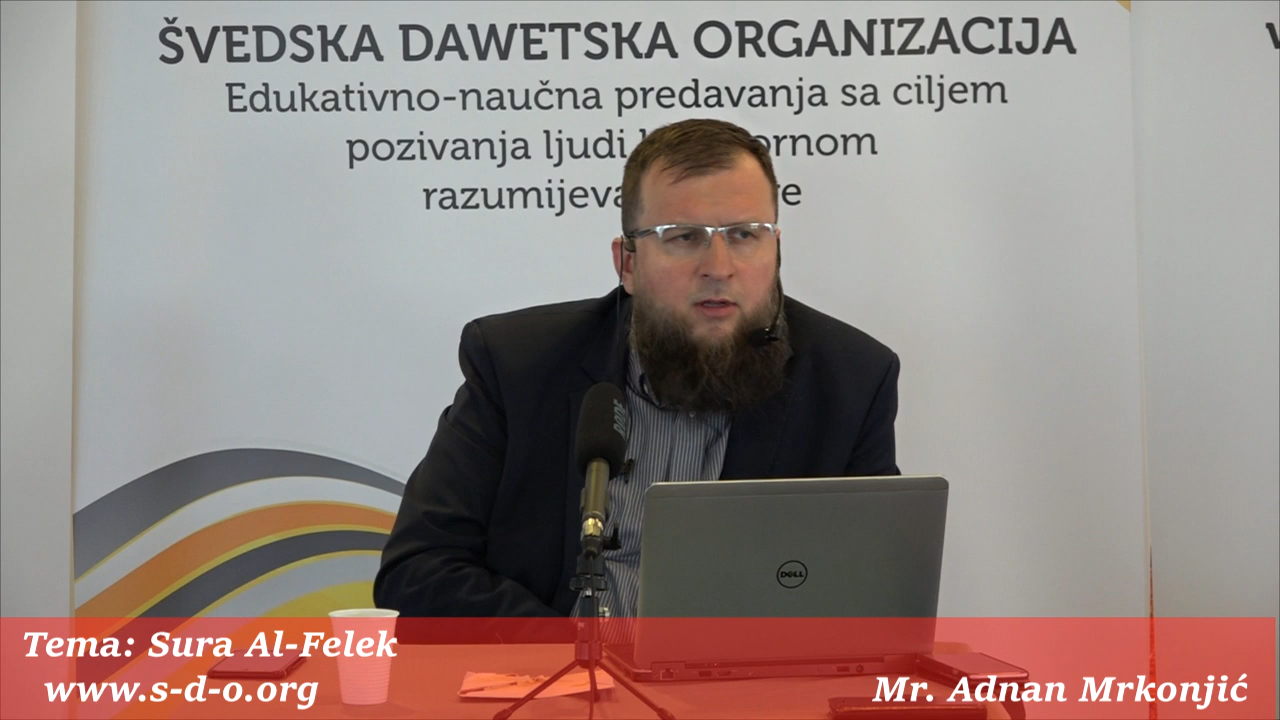 ŠVEDSKA DAWETSKA ORGANIZACIJA
Edukativno-naučna predavanja sa ciljem
pozivanja ljudi
RODE
DELL
Tema: Sura Al-Felek
www.s-d-o.org
Mr. Adnan Mrkonjić